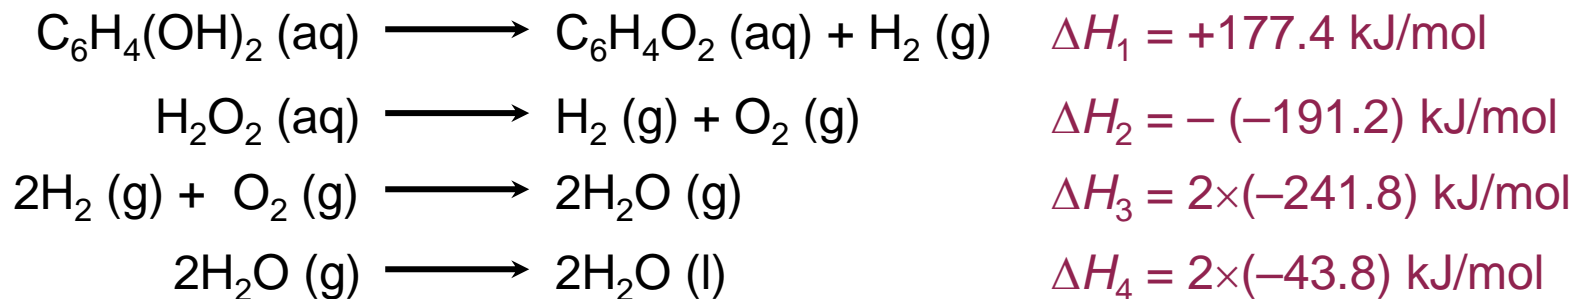 C₆H₄(OH)₂ (aq) ⟶ C₆H₄O₂ (aq) + H₂ (g) ΔH₁ = +177.4 kJ/mol
H₂O₂ (aq) ⟶ H₂ (g) + O₂ (g) ΔH₂ = – (–191.2) kJ/mol
2H₂ (g) + O₂ (g) ⟶ 2H₂O (g) ΔH₃ = 2×(–241.8) kJ/mol
2H₂O (g) ⟶ 2H₂O (l) ΔH₄ = 2×(–43.8) kJ/mol